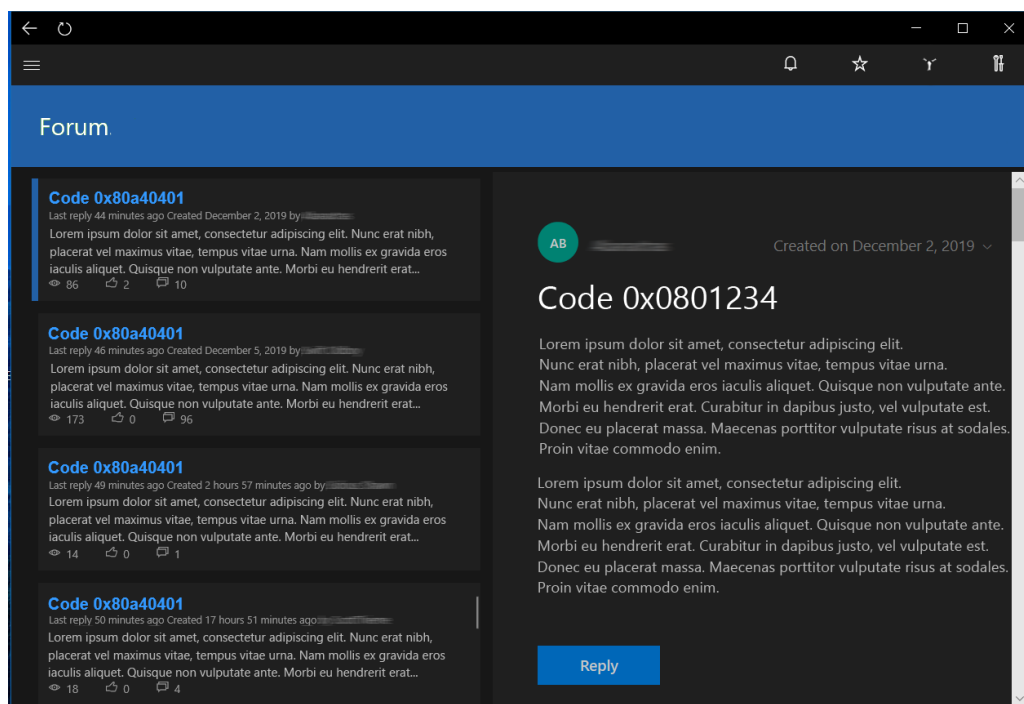 Forum
Code 0x80a40401
Last reply 44 minutes ago Created December 2, 2019 by
Lorem ipsum dolor sit amet, consectetur adipiscing elit. Nunc erat nibh,
placerat vel maximus vitae, tempus vitae urna. Nam mollis ex gravida eros
iaculis aliquet. Quisque non vulputate ante. Morbi eu hendrerit erat...
86 2 10
Code 0x80a40401
Last reply 46 minutes ago Created December 5, 2019 by
Lorem ipsum dolor sit amet, consectetur adipiscing elit. Nunc erat nibh,
placerat vel maximus vitae, tempus vitae urna. Nam mollis ex gravida eros
iaculis aliquet. Quisque non vulputate ante. Morbi eu hendrerit erat...
173 0 96
Code 0x80a40401
Last reply 49 minutes ago Created 2 hours 57 minutes ago by
Lorem ipsum dolor sit amet, consectetur adipiscing elit. Nunc erat nibh,
placerat vel maximus vitae, tempus vitae urna. Nam mollis ex gravida eros
iaculis aliquet. Quisque non vulputate ante. Morbi eu hendrerit erat...
14 0 1
Code 0x80a40401
Last reply 50 minutes ago Created 17 hours 51 minutes ago
Lorem ipsum dolor sit amet, consectetur adipiscing elit. Nunc erat nibh,
placerat vel maximus vitae, tempus vitae urna. Nam mollis ex gravida eros
iaculis aliquet. Quisque non vulputate ante. Morbi eu hendrerit erat...
18 0 4
AB
Created on December 2, 2019
Code 0x0801234
Lorem ipsum dolor sit amet, consectetur adipiscing elit.
Nunc erat nibh, placerat vel maximus vitae, tempus vitae urna.
Nam mollis ex gravida eros iaculis aliquet. Quisque non vulputate ante.
Morbi eu hendrerit erat. Curabitur in dapibus justo, vel vulputate est.
Donec eu placerat massa. Maecenas porttitor vulputate risus at sodales.
Proin vitae commodo enim.
Lorem ipsum dolor sit amet, consectetur adipiscing elit.
Nunc erat nibh, placerat vel maximus vitae, tempus vitae urna.
Nam mollis ex gravida eros iaculis aliquet. Quisque non vulputate ante.
Morbi eu hendrerit erat. Curabitur in dapibus justo, vel vulputate est.
Donec eu placerat massa. Maecenas porttitor vulputate risus at sodales.
Proin vitae commodo enim.
Reply